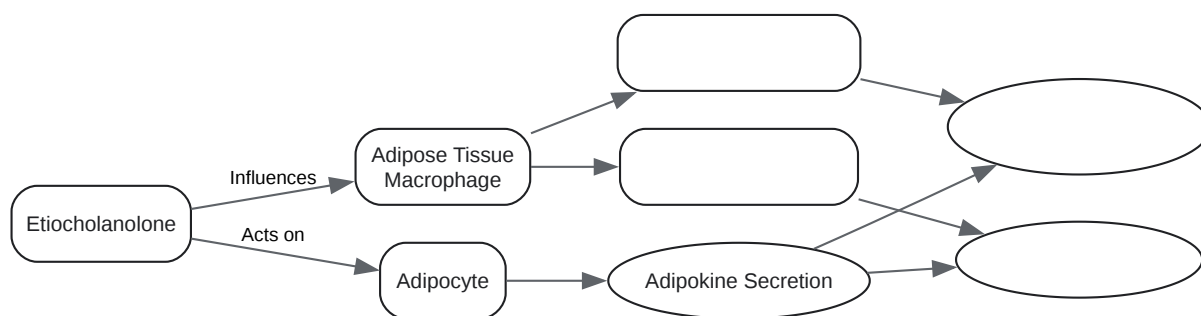 Etiocholanolone
Influences
Acts on
Adipose Tissue
Macrophage
Adipocyte
Adipokine Secretion